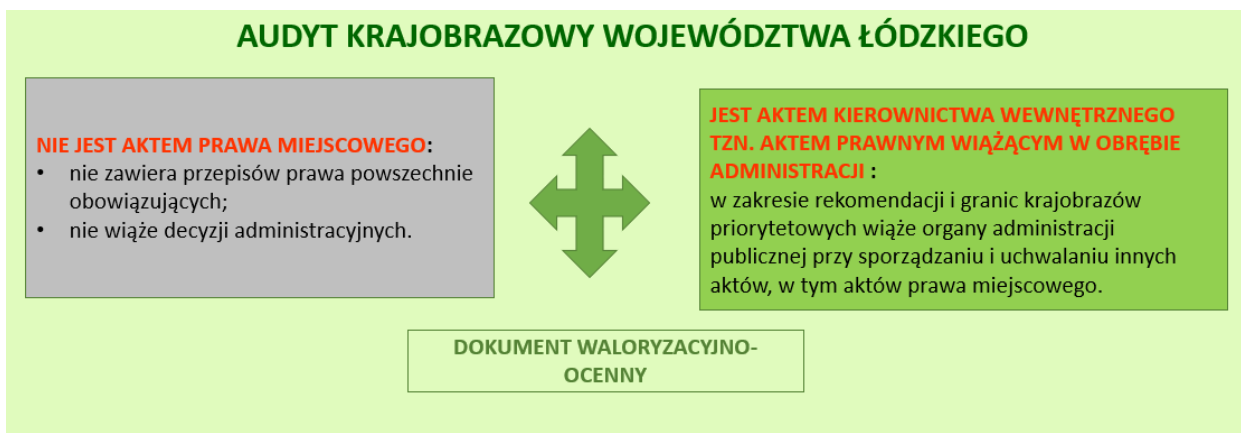 AUDYT KRAJOBRAZOWY WOJEWÓDZTWA ŁÓDZKIEGO
NIE JEST AKTEM PRAWA MIEJSCOWEGO:
• nie zawiera przepisów prawa powszechnie
obowiązujących;
• nie wiąże decyzji administracyjnych.
JEST AKTEM KIEROWNICTWA WEWNĘTRZNEGO
TZN. AKTEM PRAWNYM WIĄŻĄCYM W OBRĘBIE
ADMINISTRACJI :
w zakresie rekomendacji i granic krajobrazów
priorytetowych wiąże organy administracji
publicznej przy sporządzaniu i uchwalaniu innych
aktów, w tym aktów prawa miejscowego.
DOKUMENT WALORYZACYJNO-
OCENNY